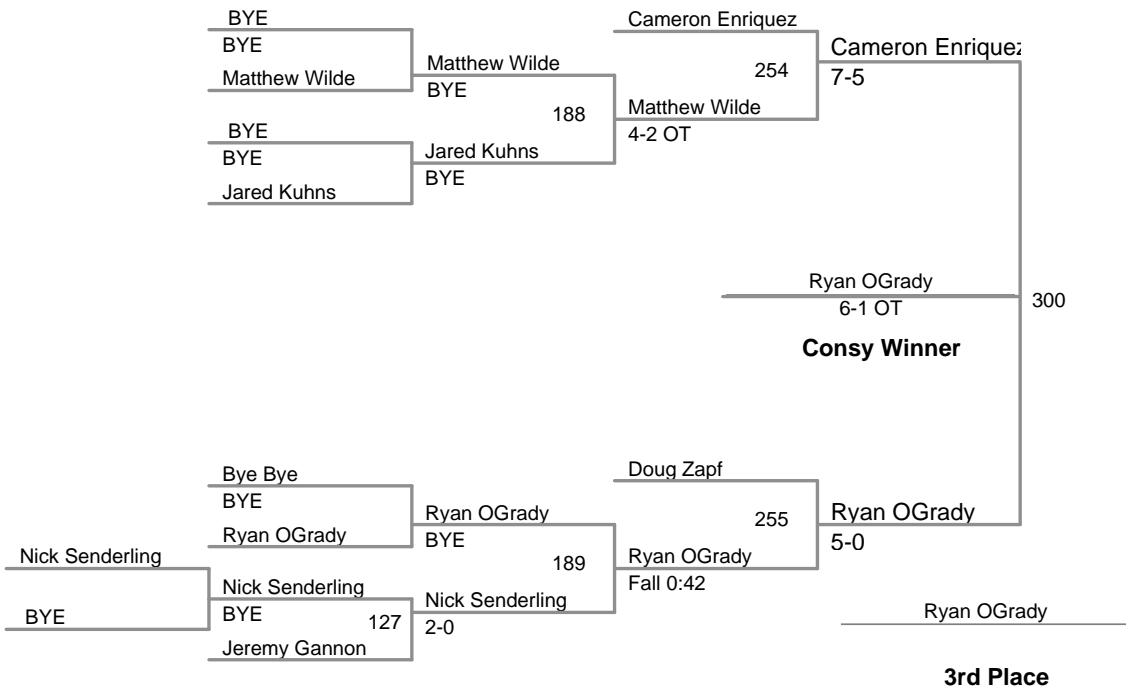 BYE
BYE
Matthew Wilde
Matthew Wilde
BYE
BYE
BYE
Jared Kuhns
Jared Kuhns
BYE
188
Cameron Enriquez
Matthew Wilde
4-2 OT
254
Cameron Enriquez
7-5
Ryan OGrady
6-1 OT
300
Consy Winner
Bye Bye
BYE
Ryan OGrady
Ryan OGrady
BYE
Nick Senderling
BYE
Nick Senderling
BYE
127
Jeremy Gannon
Nick Senderling
2-0
189
Doug Zapf
Ryan OGrady
Fall 0:42
255
Ryan OGrady
5-0
Ryan OGrady
3rd Place